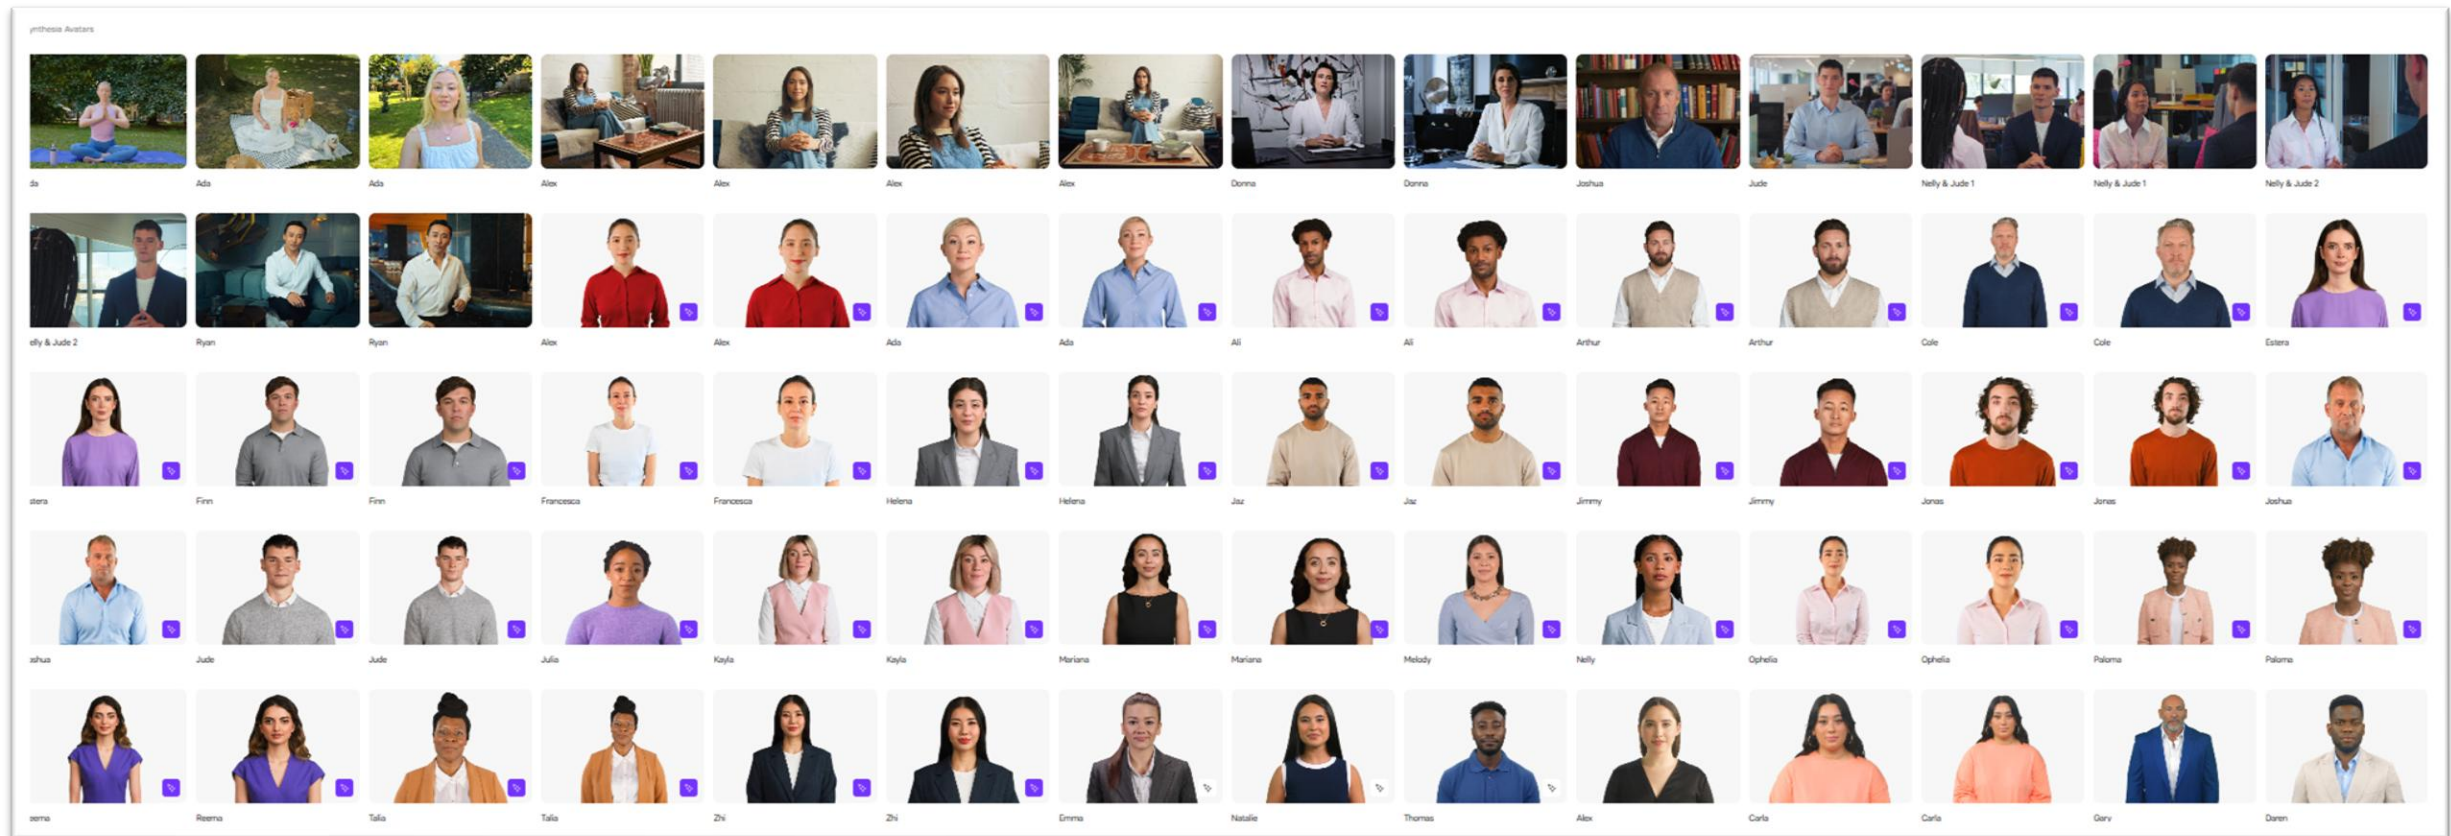 ynthesia Avatars
da Ada Ada Alex Alex Alex Alex Donna Donna Joshua Jude Nelly & Jude 1 Nelly & Jude 1 Nelly & Jude 2
elly & Jude 2 Ryan Ryan Alex Alex Ada Ada Ali Ali Arthur Arthur Cole Cole Estera
stera Finn Finn Francesca Francesca Helena Helena Jaz Jaz Jimmy Jimmy Jonas Jonas Joshua
oshua Jude Jude Julia Kayla Kayla Mariana Mariana Melody Nelly Ophelia Ophelia Paloma Paloma
eema Reema Talia Talia Zhi Zhi Emma Natalie Thomas Alex Carla Carla Gary Daren